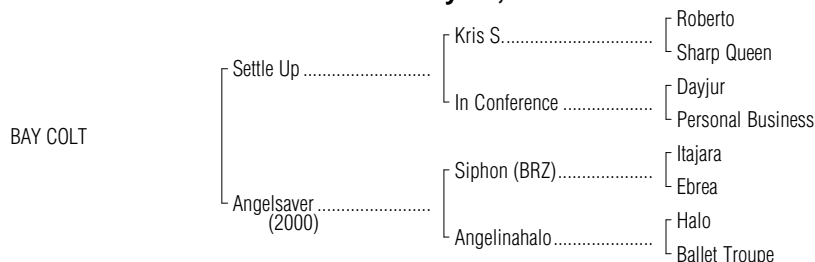 Roberto
Kris S.
Sharp Queen
Settle Up
Dayjur
In Conference
Personal Business
BAY COLT
Itajara
Siphon (BRZ)
Ebrea
Angelsaver
(2000)
Halo
Angelinahalo
Ballet Troupe